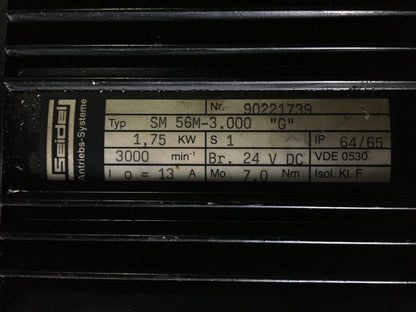 Seidel
Antriebs-Systeme
Nr. 90221739
Typ SM 56M-3.000 "G"
1,75 KW S 1 IP 64/65
3000 min⁻¹ Br. 24 V DC VDE 0530
I o = 13 A Mo 7.0 Nm Isol. Kl. F